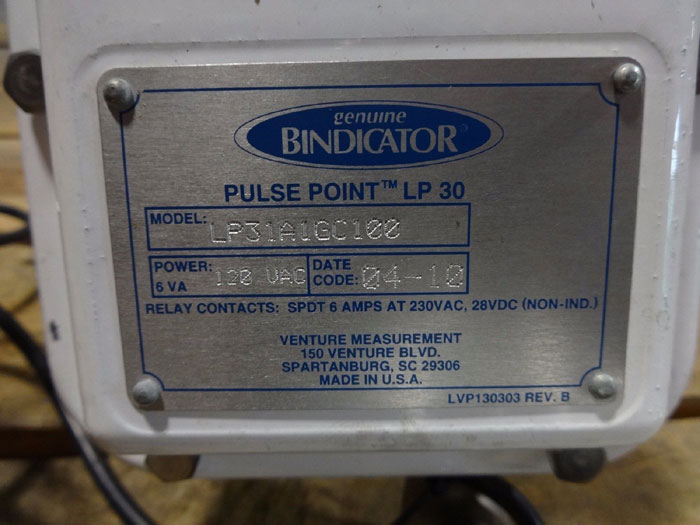 genuine
BINDICATOR®
PULSE POINT™ LP 30
MODEL: LP31A1GC100
POWER: 120 VAC DATE
6 VA CODE: 04-10
RELAY CONTACTS: SPDT 6 AMPS AT 230VAC, 28VDC (NON-IND.)
VENTURE MEASUREMENT
150 VENTURE BLVD.
SPARTANBURG, SC 29306
MADE IN U.S.A.
LVP130303 REV. B